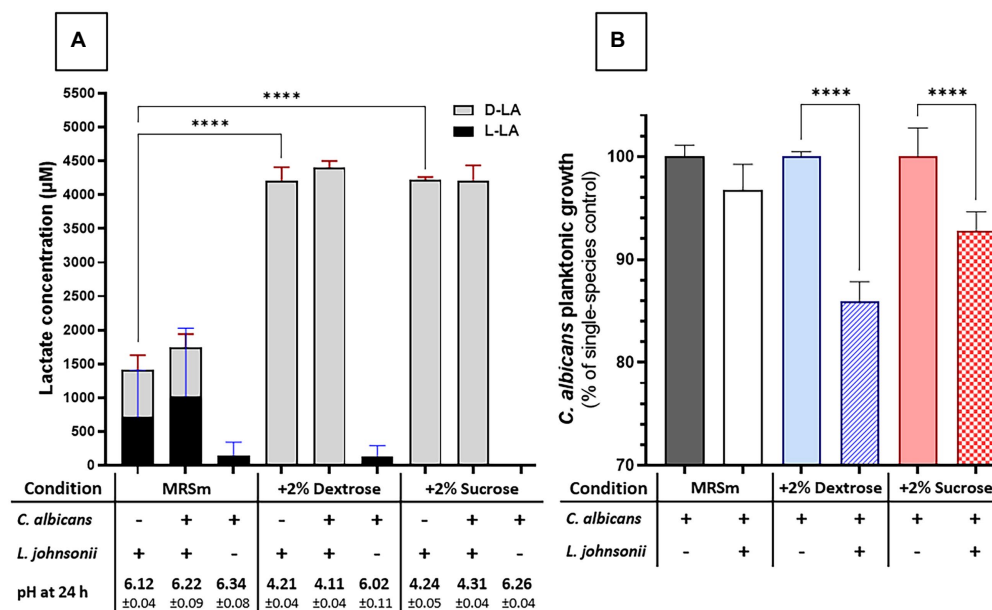 A
B
5500
5000
4500
4000
3500
3000
2500
2000
1500
1000
500
0
Lactate concentration (µM)
****
****
D-LA
L-LA
Condition MRSm +2% Dextrose +2% Sucrose
C. albicans - + + - + + - + +
L. johnsonii + + - + + - + + -
pH at 24 h 6.12 6.22 6.34 4.21 4.11 6.02 4.24 4.31 6.26
±0.04 ±0.09 ±0.08 ±0.04 ±0.04 ±0.11 ±0.05 ±0.04 ±0.04
C. albicans planktonic growth
(% of single-species control)
100
90
80
70
****
****
Condition MRSm +2% Dextrose +2% Sucrose
C. albicans + + + + + +
L. johnsonii - + - + - +